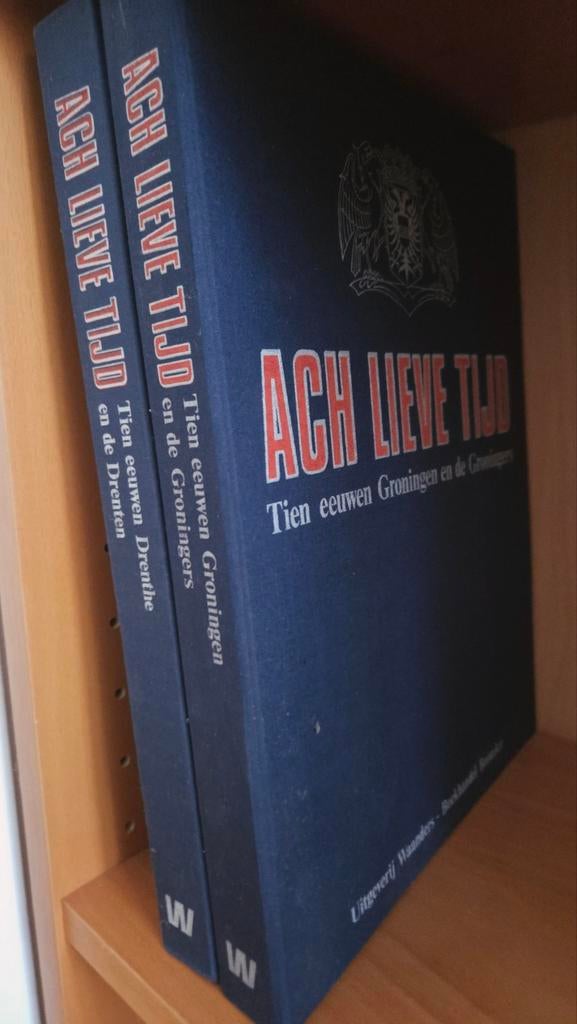 ACH LIEVE TIJD
Tien eeuwen Drenthe
en de Drenten
W
ACH LIEVE TIJD
Tien eeuwen Groningen
en de Groningers
W
ACH LIEVE TIJD
Tien eeuwen Groningen en de Groningers
Uitgeverij Waanders - Boekhandel